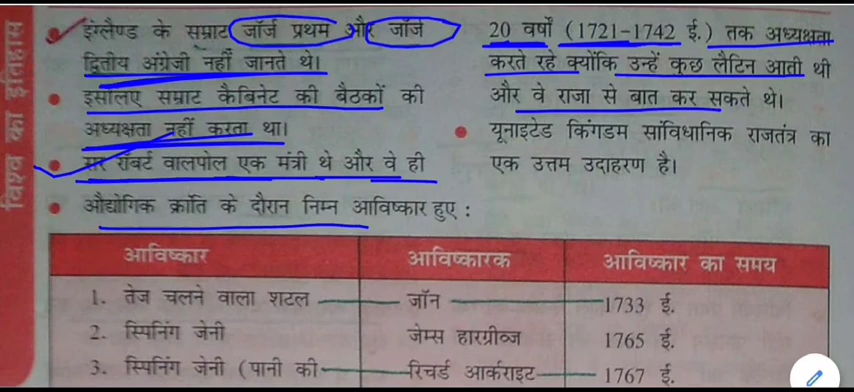 विश्व का इतिहास
इंग्लैण्ड के सम्राट जॉर्ज प्रथम और जॉर्ज
द्वितीय अंग्रेजी नहीं जानते थे।
इसलिए सम्राट कैबिनेट की बैठकों की
अध्यक्षता नहीं करता था।
सर रॉबर्ट वालपोल एक मंत्री थे और वे ही
20 वर्षों (1721-1742 ई.) तक अध्यक्षता
करते रहे क्योंकि उन्हें कुछ लैटिन आती थी
और वे राजा से बात कर सकते थे।
यूनाइटेड किंगडम सांविधानिक राजतंत्र का
एक उत्तम उदाहरण है।
औद्योगिक क्रांति के दौरान निम्न आविष्कार हुए :
आविष्कार आविष्कारक आविष्कार का समय
1. तेज चलने वाला शटल जॉन 1733 ई.
2. स्पिनिंग जेनी जेम्स हारग्रीव्ज 1765 ई.
3. स्पिनिंग जेनी (पानी की रिचर्ड आर्कराइट 1767 ई.